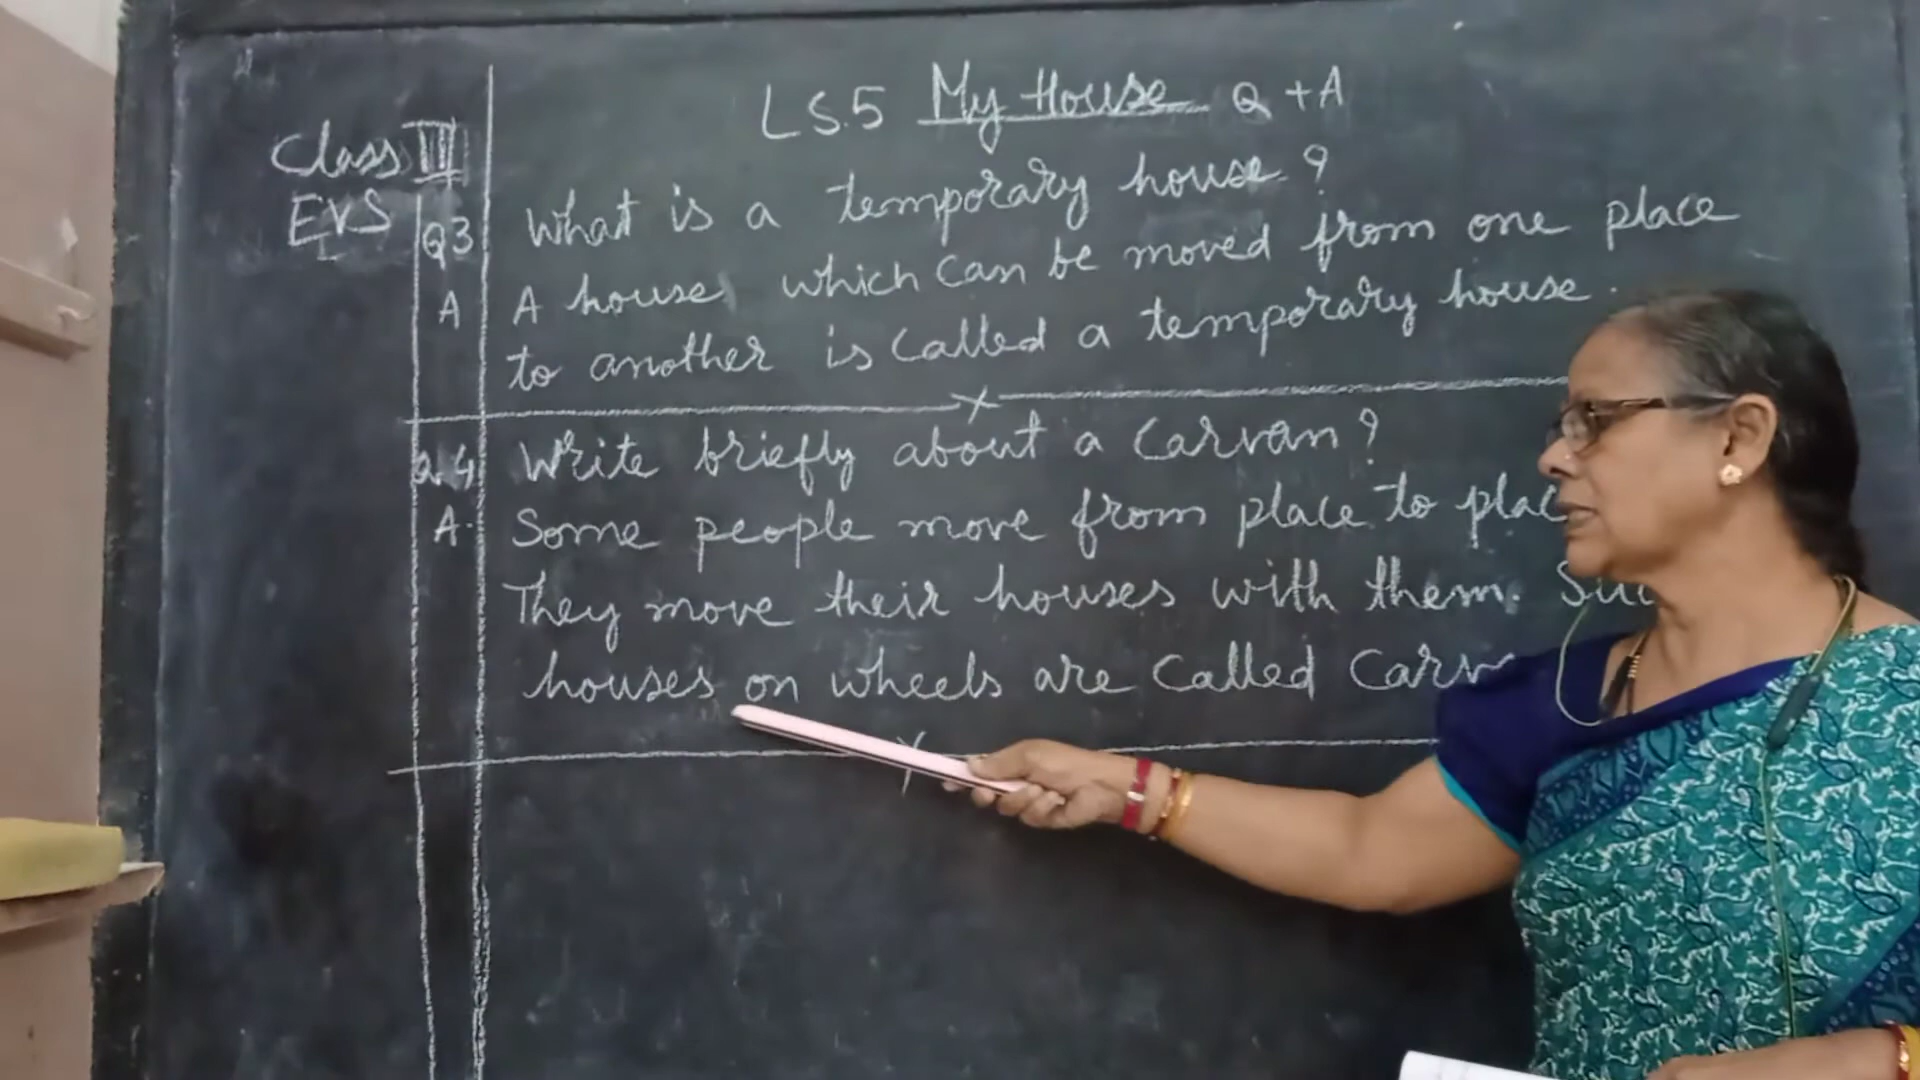 LS.5 My House Q + A
Class III
EVS
Q3 What is a temporary house ?
A A house which can be moved from one place
to another is called a temporary house.
Q.4 Write briefly about a Carvan ?
A. Some people move from place to plac
They move their houses with them.
houses on wheels are called Carv